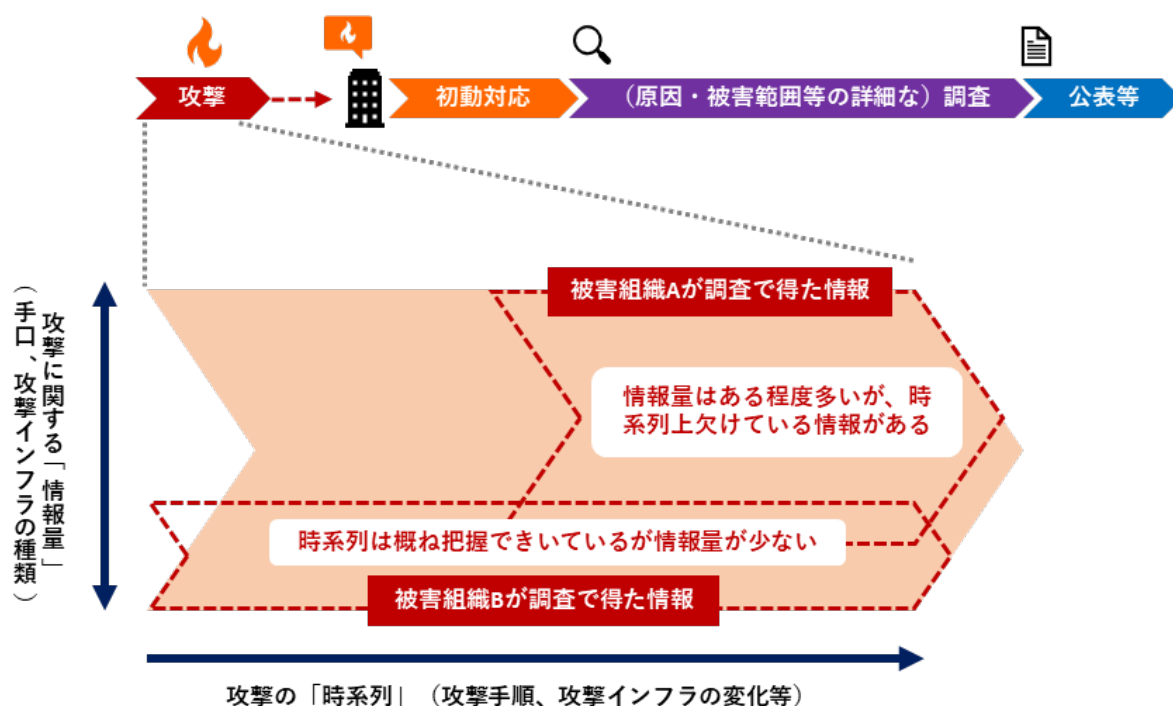 攻撃
初動対応
（原因・被害範囲等の詳細な）調査
公表等
被害組織Aが調査で得た情報
情報量はある程度多いが、時
系列上欠けている情報がある
攻撃に関する「情報量」
（手口、攻撃インフラの種類）
時系列は概ね把握できいているが情報量が少ない
被害組織Bが調査で得た情報
攻撃の「時系列」（攻撃手順、攻撃インフラの変化等）